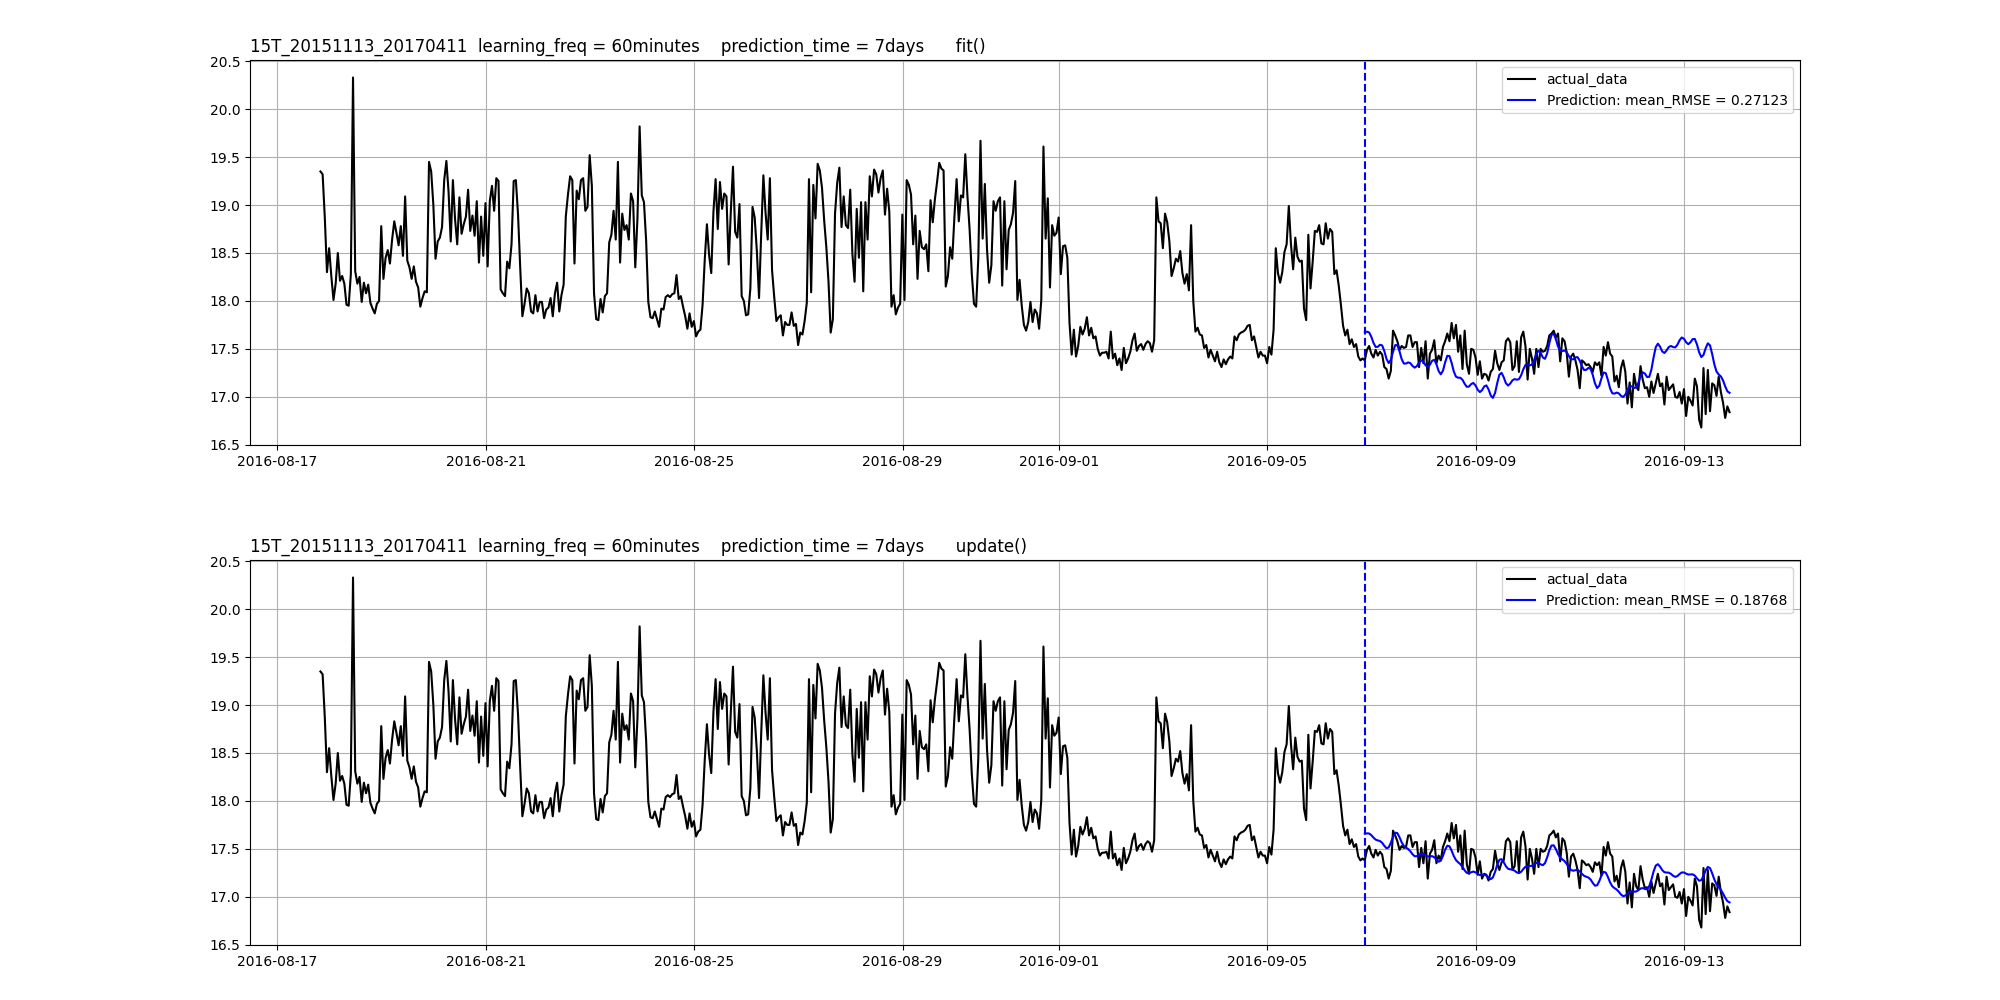 15T_20151113_20170411  learning_freq = 60minutes    prediction_time = 7days      fit()
20.5
20.0
19.5
19.0
18.5
18.0
17.5
17.0
16.5
actual_data
Prediction: mean_RMSE = 0.27123
2016-08-17 2016-08-21 2016-08-25 2016-08-29 2016-09-01 2016-09-05 2016-09-09 2016-09-13
15T_20151113_20170411  learning_freq = 60minutes    prediction_time = 7days      update()
20.5
20.0
19.5
19.0
18.5
18.0
17.5
17.0
16.5
actual_data
Prediction: mean_RMSE = 0.18768
2016-08-17 2016-08-21 2016-08-25 2016-08-29 2016-09-01 2016-09-05 2016-09-09 2016-09-13